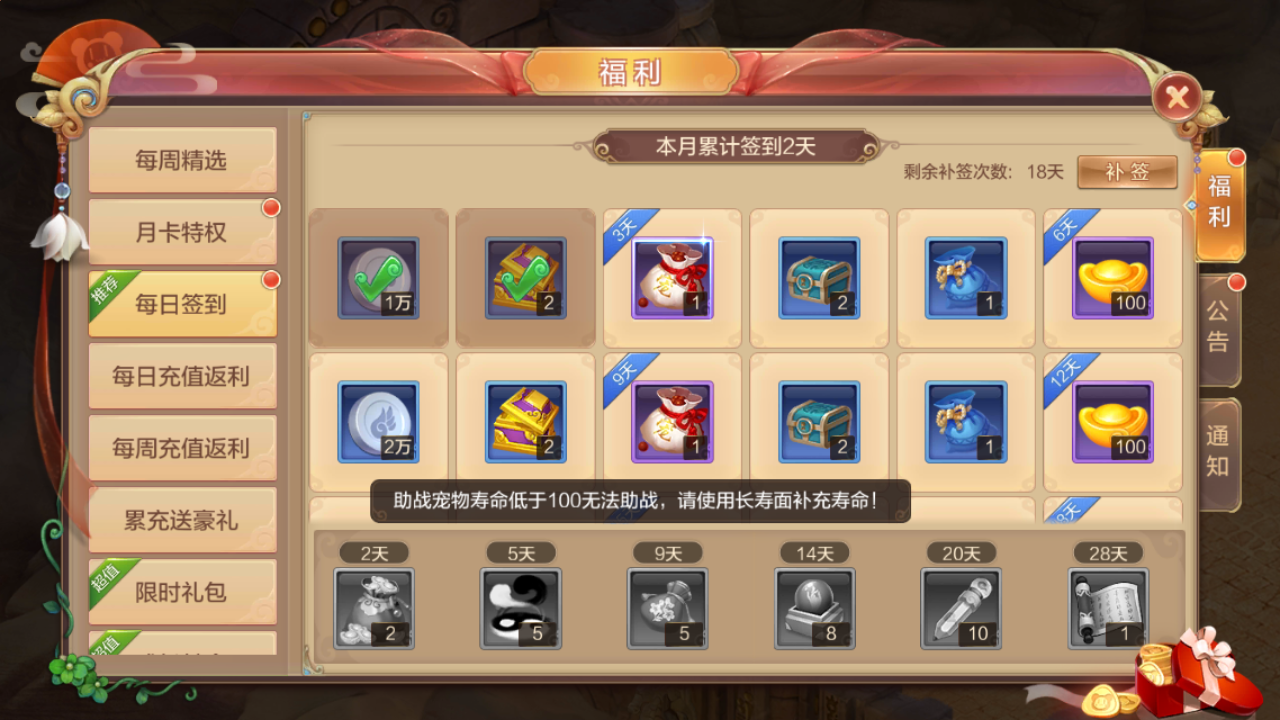 福利
本月累计签到2天
剩余补签次数: 18天
补签
每周精选
月卡特权
推荐
每日签到
每日充值返利
每周充值返利
累充送豪礼
超值
限时礼包
超值
福利
公告
通知
1万
2
3天
1
2
1
6天
100
2万
2
9天
1
2
1
12天
100
助战宠物寿命低于100无法助战，请使用长寿面补充寿命！
2天
5天
9天
14天
20天
28天
2
5
5
8
10
1